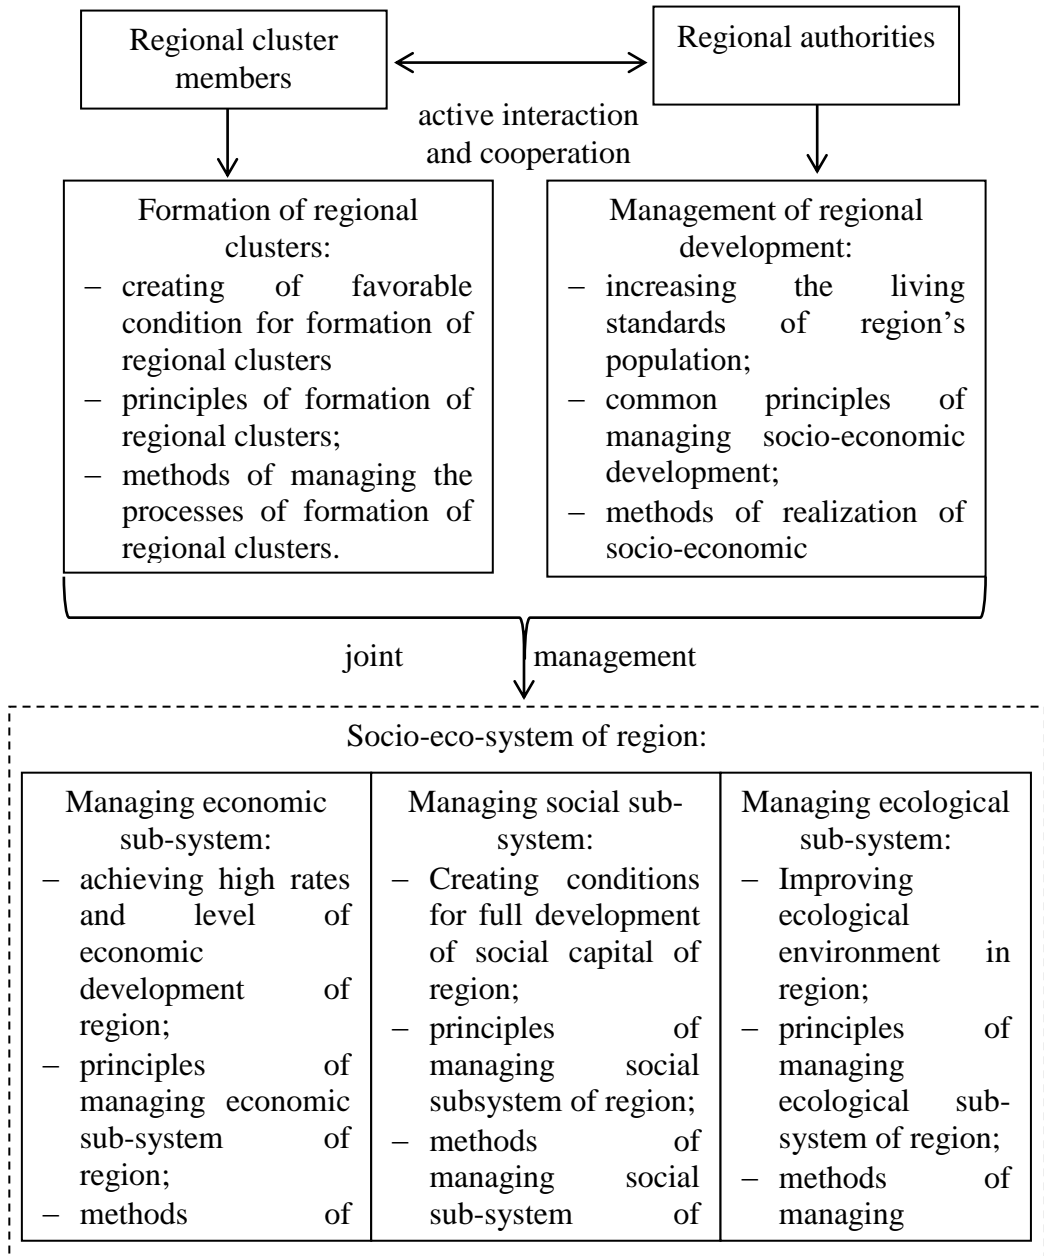 Regional cluster
members
Regional authorities
active interaction
and cooperation
Formation of regional
clusters:
– creating of favorable
condition for formation of
regional clusters
– principles of formation of
regional clusters;
– methods of managing the
processes of formation of
regional clusters.
Management of regional
development:
– increasing the living
standards of region’s
population;
– common principles of
managing socio-economic
development;
– methods of realization of
socio-economic
joint management
Socio-eco-system of region:
Managing economic
sub-system:
– achieving high rates
and level of
economic
development of
region;
– principles of
managing economic
sub-system of
region;
– methods of
Managing social sub-
system:
– Creating conditions
for full development
of social capital of
region;
– principles of
managing social
subsystem of region;
– methods of
managing social
sub-system of
Managing ecological
sub-system:
– Improving
ecological
environment in
region;
– principles of
managing
ecological sub-
system of region;
– methods of
managing